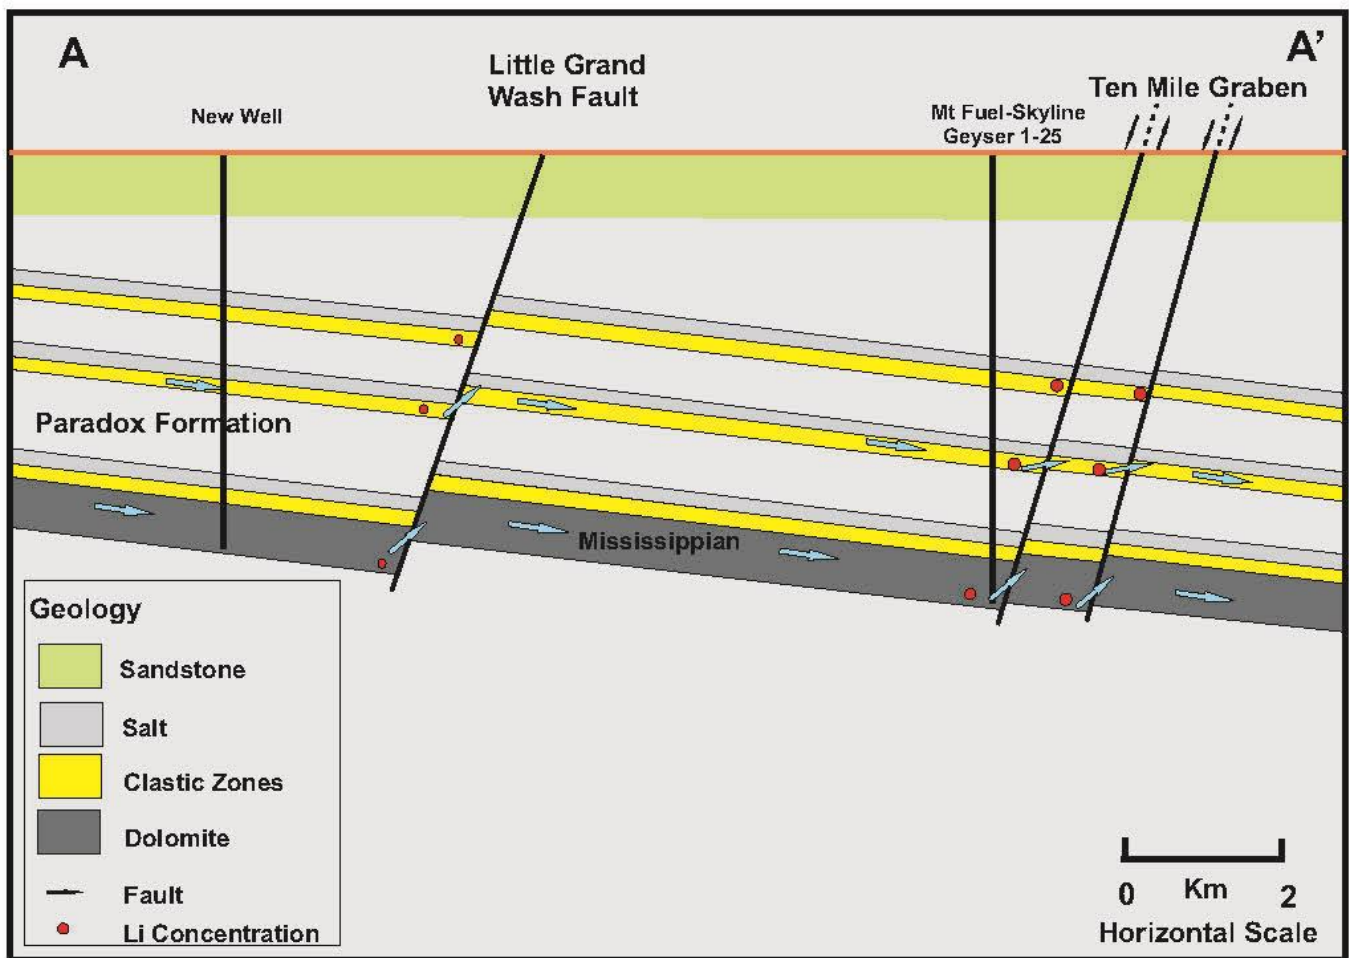 A
A'
Little Grand
Wash Fault
Ten Mile Graben
New Well
Mt Fuel-Skyline
Geyser 1-25
Paradox Formation
Mississippian
Geology
Sandstone
Salt
Clastic Zones
Dolomite
Fault
Li Concentration
0 Km 2
Horizontal Scale